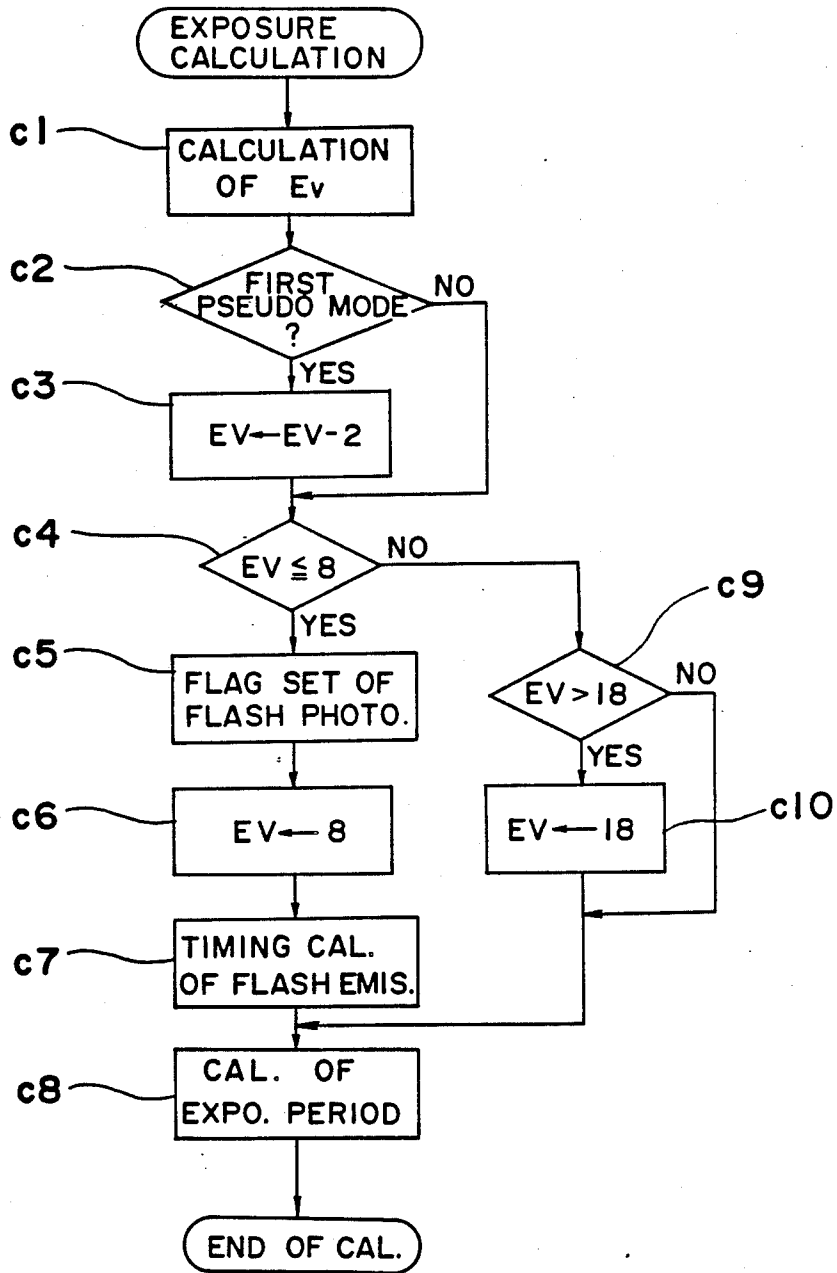 EXPOSURE
CALCULATION
c1
CALCULATION
OF Ev
c2
FIRST
PSEUDO MODE
?
NO
YES
c3
EV←EV-2
c4
EV≦8
NO
YES
c5
FLAG SET OF
FLASH PHOTO.
c9
EV>18
NO
YES
c6
EV←8
c10
EV←18
c7
TIMING CAL.
OF FLASH EMIS.
c8
CAL. OF
EXPO. PERIOD
END OF CAL.